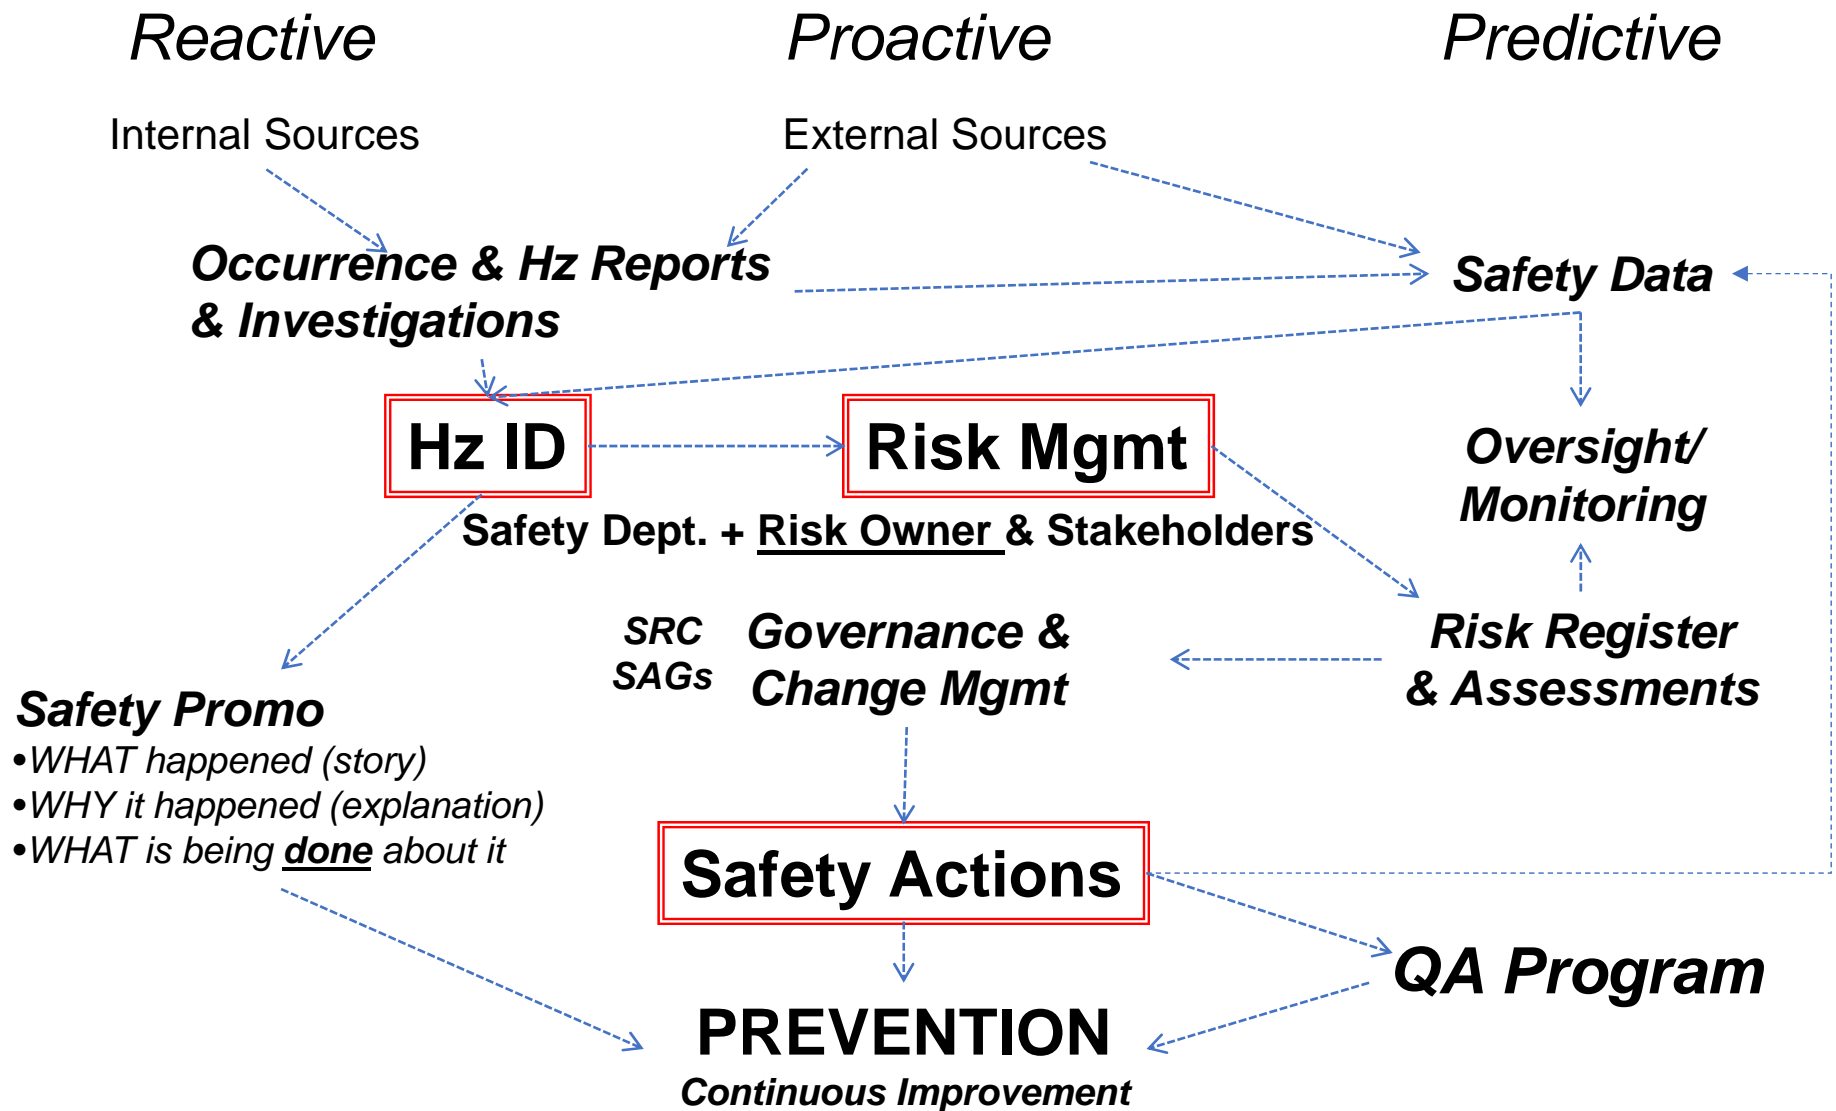 Reactive
Proactive
Predictive
Internal Sources
External Sources
Occurrence & Hz Reports
& Investigations
Safety Data
Hz ID
Risk Mgmt
Oversight/
Monitoring
Safety Dept. + Risk Owner & Stakeholders
SRC
SAGs
Governance &
Change Mgmt
Risk Register
& Assessments
Safety Promo
•WHAT happened (story)
•WHY it happened (explanation)
•WHAT is being done about it
Safety Actions
QA Program
PREVENTION
Continuous Improvement